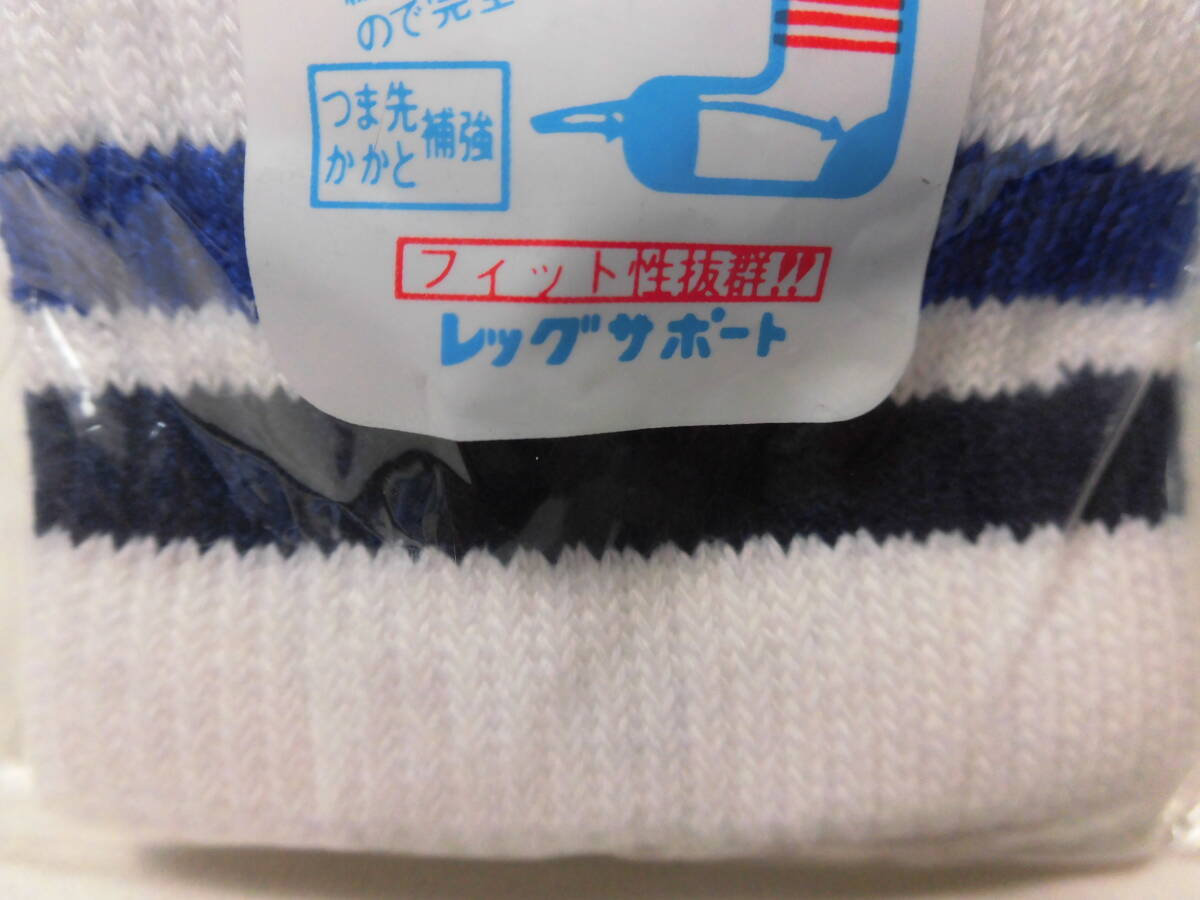 ので完全
つま先
かかと
補強
フィット性抜群!!
レッグサポート